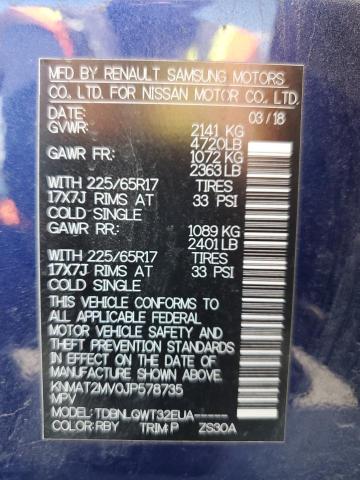 MFD BY RENAULT SAMSUNG MOTORS
CO. LTD. FOR NISSAN MOTOR CO., LTD.
DATE: 03/18
GVWR: 2141 KG
4720LB
GAWR FR: 1072 KG
2363 LB
WITH 225/65R17 TIRES
17X7J RIMS AT 33 PSI
COLD SINGLE
GAWR RR: 1089 KG
2401 LB
WITH 225/65R17 TIRES
17X7J RIMS AT 33 PSI
COLD SINGLE
THIS VEHICLE CONFORMS TO
ALL APPLICABLE FEDERAL
MOTOR VEHICLE SAFETY AND
THEFT PREVENTION STANDARDS
IN EFFECT ON THE DATE OF
MANUFACTURE SHOWN ABOVE.
KNMAT2MV0JP578735
MPV
MODEL: TDBNLQWT32EUA-----
COLOR: RBY TRIM: P ZS30A